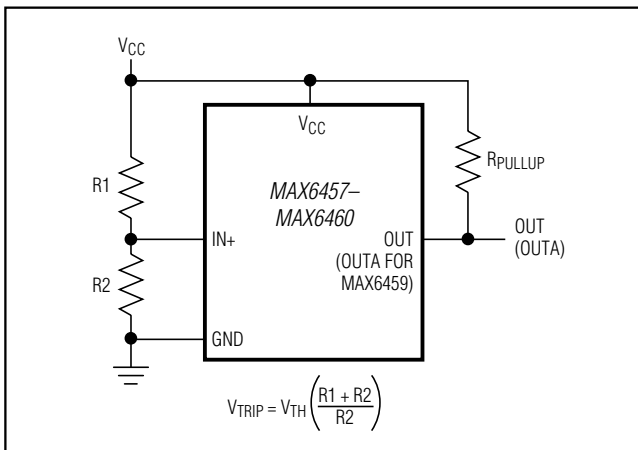 VCC
VCC
R1
RPULLUP
MAX6457–
MAX6460
IN+
OUT
(OUTA FOR
MAX6459)
OUT
(OUTA)
R2
GND
VTRIP = VTH(R1 + R2
R2)